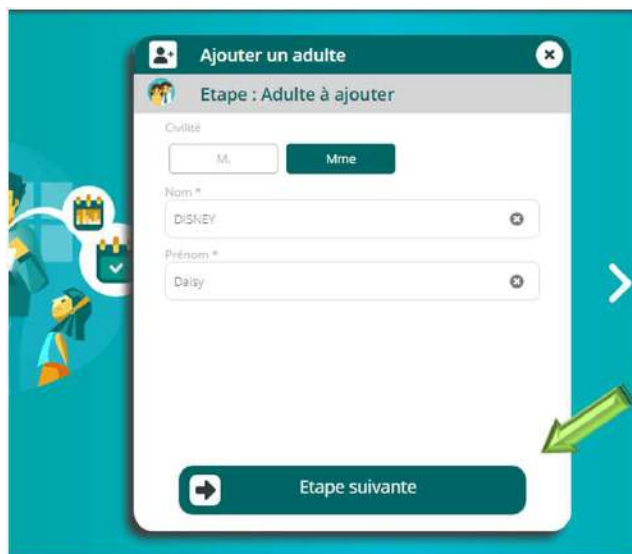 Ajouter un adulte
Etape : Adulte à ajouter
Civilité
M.
Mme
Nom *
DISNEY
Prénom *
Daisy
Etape suivante